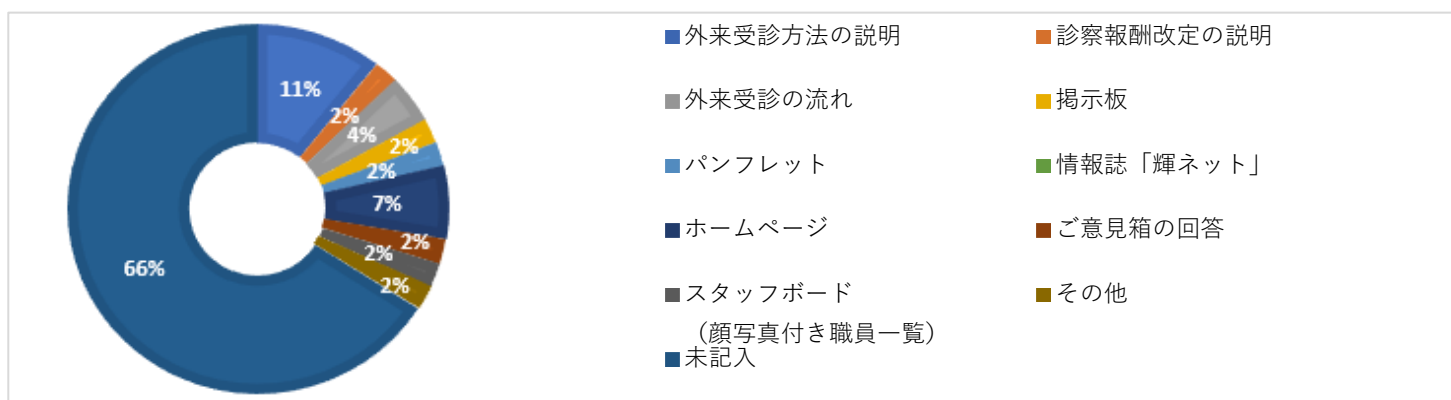 11%
2%
4%
2%
2%
7%
2%
2%
2%
66%
外来受診方法の説明
診察報酬改定の説明
外来受診の流れ
掲示板
パンフレット
情報誌「輝ネット」
ホームページ
ご意見箱の回答
スタッフボード
（顔写真付き職員一覧）
その他
未記入